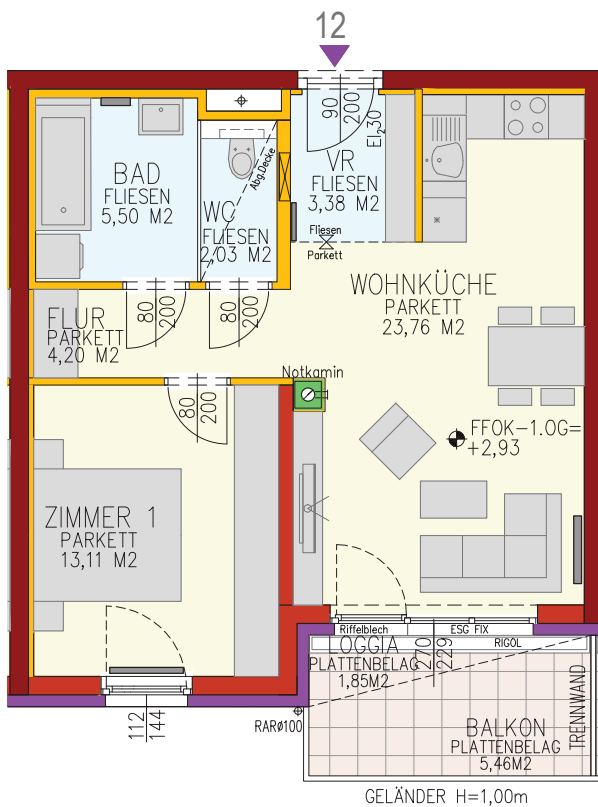 12
90
200
EI₂30
BAD
FLIESEN
5,50 M2
WC
FLIESEN
2,03 M2
Abg.Decke
VR
FLIESEN
3,38 M2
Fliesen
Parkett
WOHNKÜCHE
PARKETT
23,76 M2
FLUR
PARKETT
4,20 M2
80
200
80
200
80
200
Notkamin
FFOK-1.OG=
+2,93
ZIMMER 1
PARKETT
13,11 M2
Riffelblech
ESG FIX
RIGOL
LOGGIA
PLATTENBELAG
1,85M2
270
229
112
144
RARø100
BALKON
PLATTENBELAG
5,46M2
TRENNWAND
GELÄNDER H=1,00m